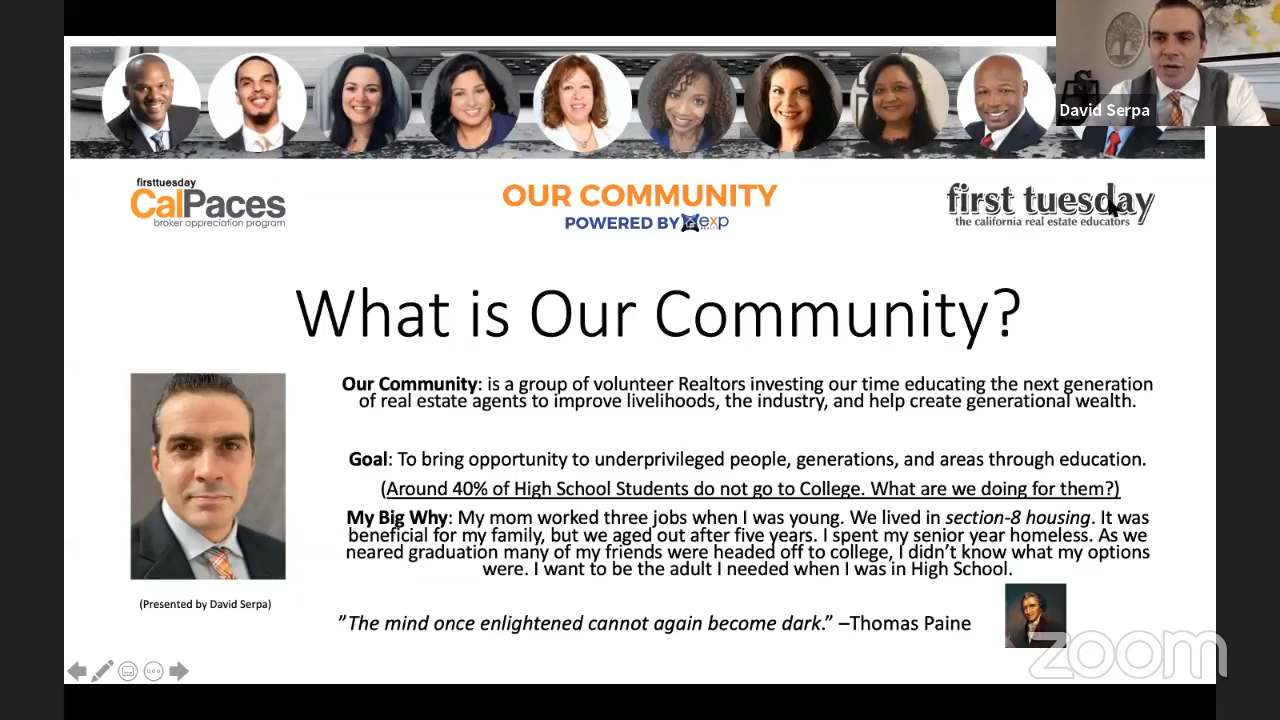 David Serpa
firsttuesday
CalPaces
broker appreciation program
OUR COMMUNITY
POWERED BY exp
REALTY
first tuesday
the california real estate educators
What is Our Community?
Our Community: is a group of volunteer Realtors investing our time educating the next generation
of real estate agents to improve livelihoods, the industry, and help create generational wealth.
Goal: To bring opportunity to underprivileged people, generations, and areas through education.
(Around 40% of High School Students do not go to College. What are we doing for them?)
My Big Why: My mom worked three jobs when I was young. We lived in section-8 housing. It was
beneficial for my family, but we aged out after five years. I spent my senior year homeless. As we
neared graduation many of my friends were headed off to college, I didn’t know what my options
were. I want to be the adult I needed when I was in High School.
(Presented by David Serpa)
”The mind once enlightened cannot again become dark.” –Thomas Paine
zoom